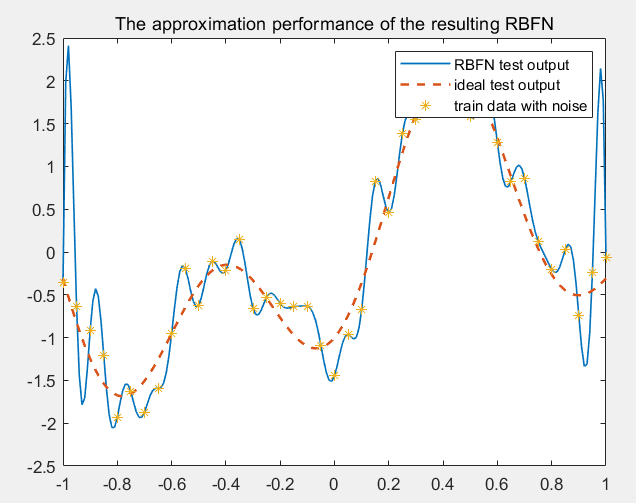 The approximation performance of the resulting RBFN
2.5
2
1.5
1
0.5
0
-0.5
-1
-1.5
-2
-2.5
RBFN test output
ideal test output
train data with noise
-1 -0.8 -0.6 -0.4 -0.2 0 0.2 0.4 0.6 0.8 1